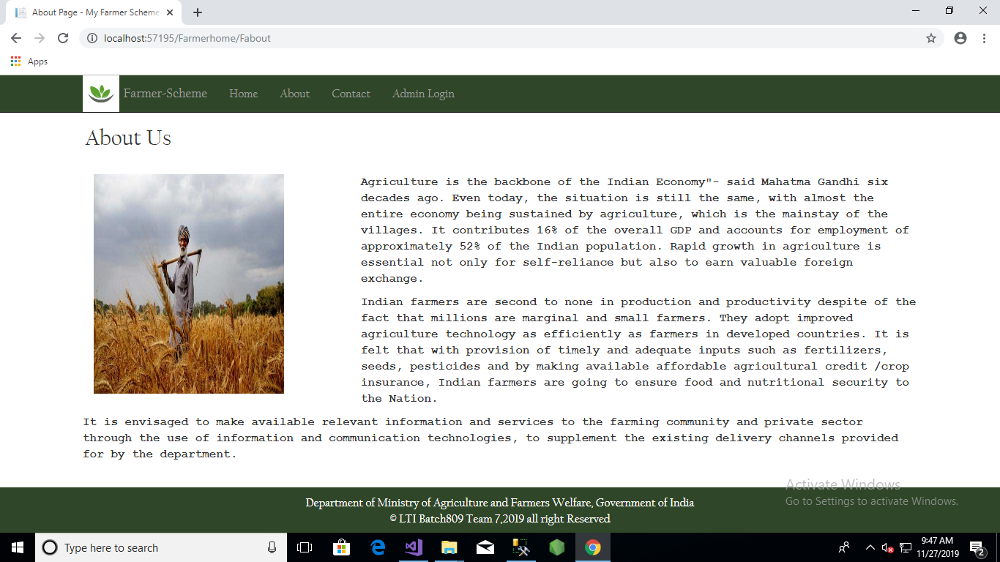 About Page - My Farmer Scheme
localhost:57195/Farmerhome/Fabout
Apps
Farmer-Scheme Home About Contact Admin Login
About Us
Agriculture is the backbone of the Indian Economy"- said Mahatma Gandhi six
decades ago. Even today, the situation is still the same, with almost the
entire economy being sustained by agriculture, which is the mainstay of the
villages. It contributes 16% of the overall GDP and accounts for employment of
approximately 52% of the Indian population. Rapid growth in agriculture is
essential not only for self-reliance but also to earn valuable foreign
exchange.
Indian farmers are second to none in production and productivity despite of the
fact that millions are marginal and small farmers. They adopt improved
agriculture technology as efficiently as farmers in developed countries. It is
felt that with provision of timely and adequate inputs such as fertilizers,
seeds, pesticides and by making available affordable agricultural credit /crop
insurance, Indian farmers are going to ensure food and nutritional security to
the Nation.
It is envisaged to make available relevant information and services to the farming community and private sector
through the use of information and communication technologies, to supplement the existing delivery channels provided
for by the department.
Activate Windows
Go to Settings to activate Windows.
Department of Ministry of Agriculture and Farmers Welfare, Government of India
© LTI Batch809 Team 7,2019 all right Reserved
Type here to search
9:47 AM
11/27/2019
2